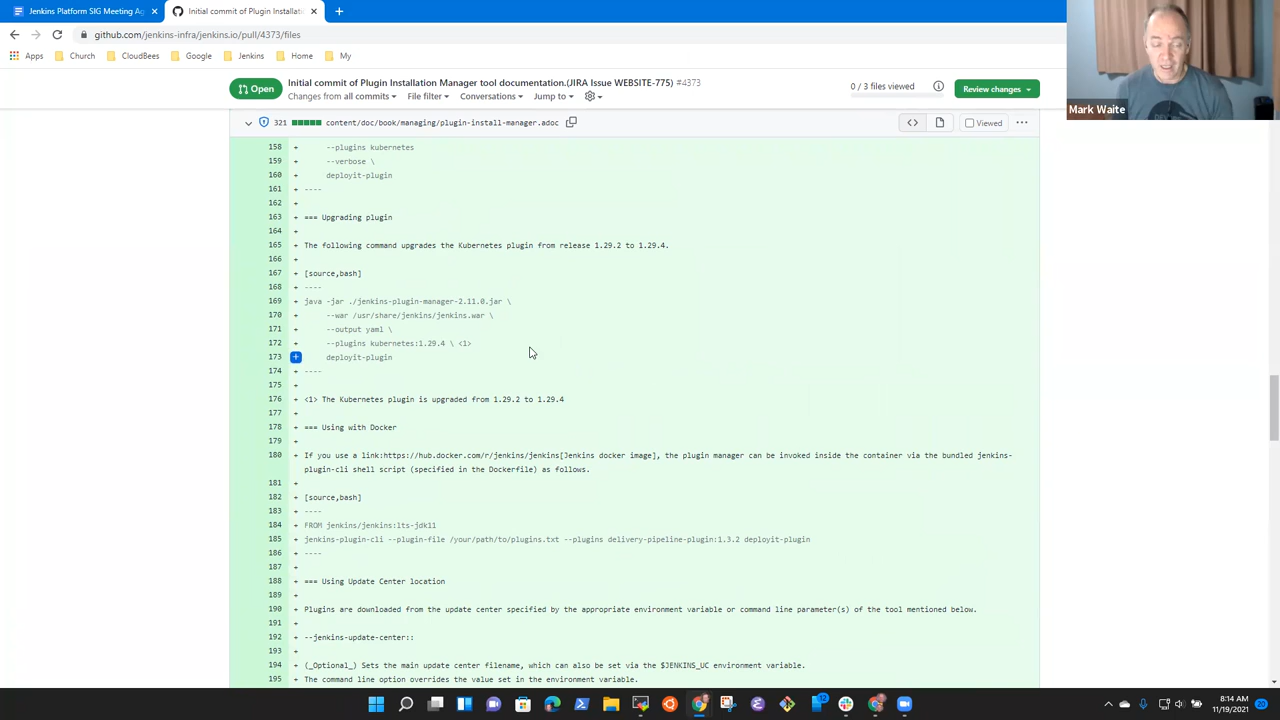 Jenkins Platform SIG Meeting Ag
Initial commit of Plugin Installati
github.com/jenkins-infra/jenkins.io/pull/4373/files
Apps
Church
CloudBees
Google
Jenkins
Home
My
Mark Waite
Open
Initial commit of Plugin Installation Manager tool documentation.(JIRA Issue WEBSITE-775) #4373
Changes from all commits
File filter
Conversations
Jump to
0 / 3 files viewed
Review changes
321 content/doc/book/managing/plugin-install-manager.adoc
Viewed
158 + --plugins kubernetes
159 + --verbose \
160 + deployit-plugin
161 + ----
162 +
163 + === Upgrading plugin
164 +
165 + The following command upgrades the Kubernetes plugin from release 1.29.2 to 1.29.4.
166 +
167 + [source,bash]
168 + ----
169 + java -jar ./jenkins-plugin-manager-2.11.0.jar \
170 + --war /usr/share/jenkins/jenkins.war \
171 + --output yaml \
172 + --plugins kubernetes:1.29.4 \ <1>
173 + deployit-plugin
174 + ----
175 +
176 + <1> The Kubernetes plugin is upgraded from 1.29.2 to 1.29.4
177 +
178 + === Using with Docker
179 +
180 + If you use a link:https://hub.docker.com/r/jenkins/jenkins[Jenkins docker image], the plugin manager can be invoked inside the container via the bundled jenkins-
plugin-cli shell script (specified in the Dockerfile) as follows.
181 +
182 + [source,bash]
183 + ----
184 + FROM jenkins/jenkins:lts-jdk11
185 + jenkins-plugin-cli --plugin-file /your/path/to/plugins.txt --plugins delivery-pipeline-plugin:1.3.2 deployit-plugin
186 + ----
187 +
188 + === Using Update Center location
189 +
190 + Plugins are downloaded from the update center specified by the appropriate environment variable or command line parameter(s) of the tool mentioned below.
191 +
192 + --jenkins-update-center::
193 +
194 + (_Optional_) Sets the main update center filename, which can also be set via the $JENKINS_UC environment variable.
195 + The command line option overrides the value set in the environment variable.
12
8:14 AM
11/19/2021
20